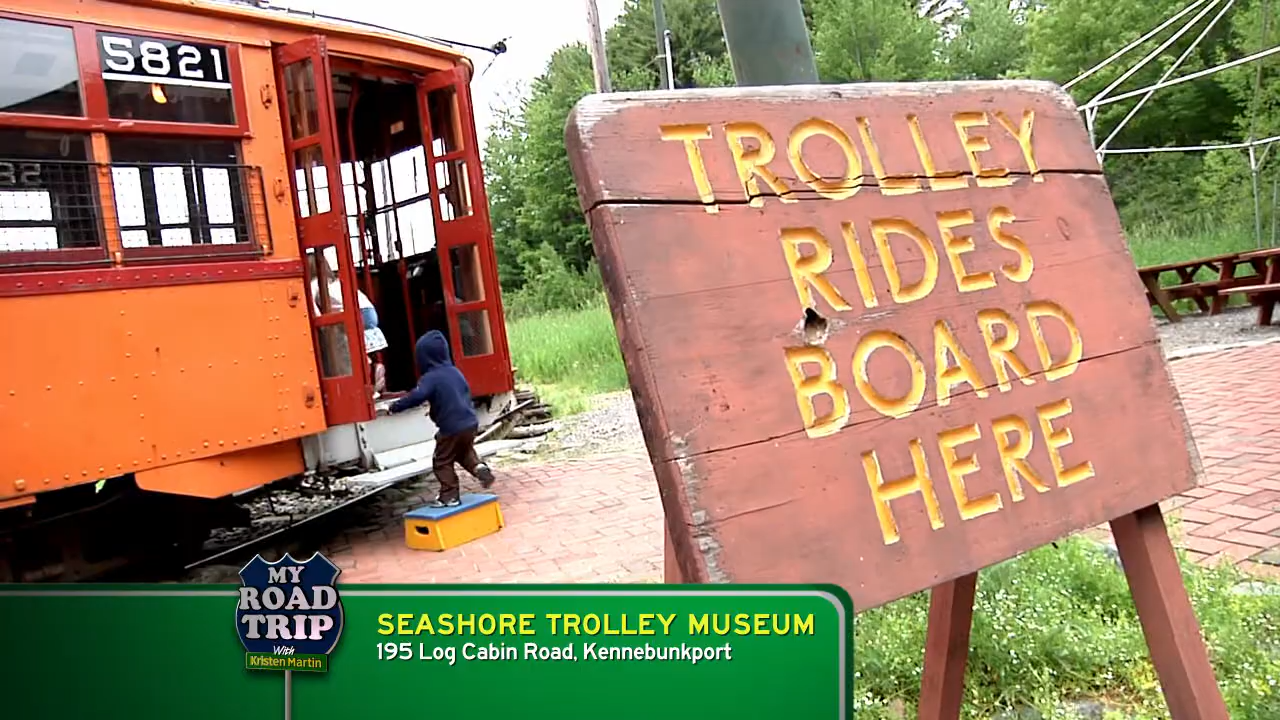 5821
TROLLEY
RIDES
BOARD
HERE
MY
ROAD
TRIP
With
Kristen Martin
SEASHORE TROLLEY MUSEUM
195 Log Cabin Road, Kennebunkport